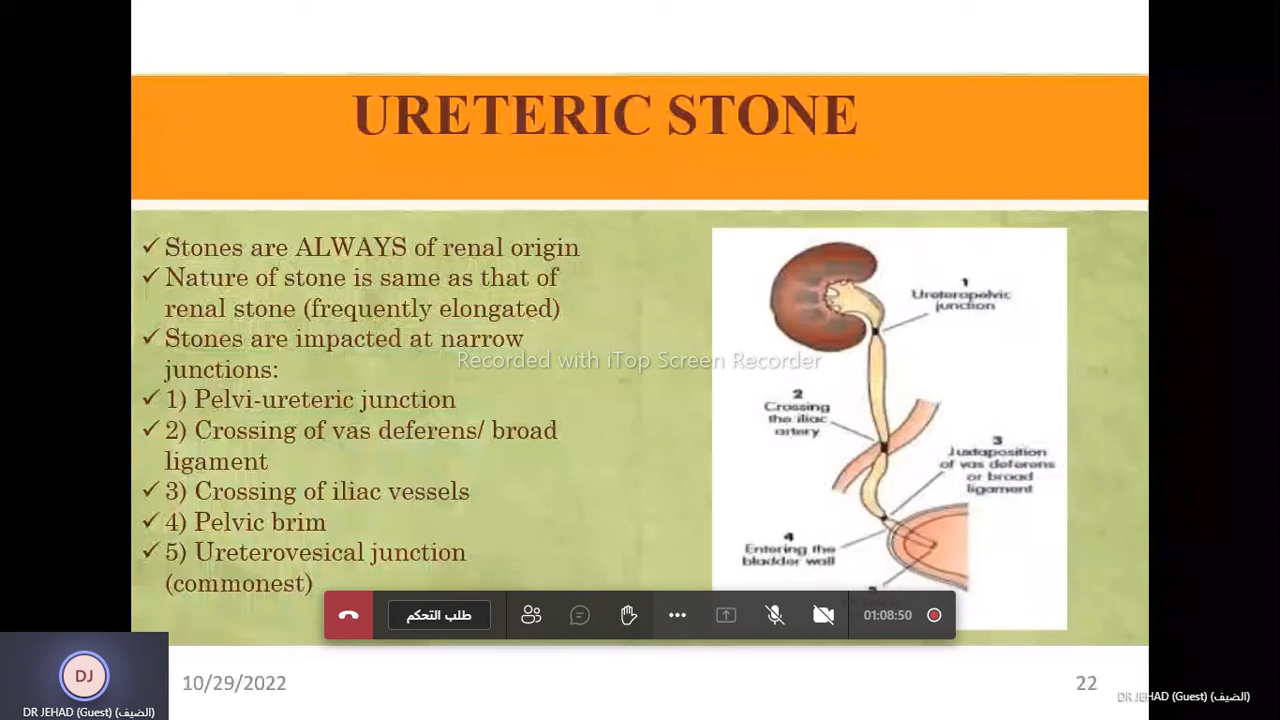 URETERIC STONE
✓ Stones are ALWAYS of renal origin
✓ Nature of stone is same as that of
renal stone (frequently elongated)
✓ Stones are impacted at narrow
junctions:
✓ 1) Pelvi-ureteric junction
✓ 2) Crossing of vas deferens/ broad
ligament
✓ 3) Crossing of iliac vessels
✓ 4) Pelvic brim
✓ 5) Ureterovesical junction
(commonest)
Recorded with iTop Screen Recorder
1
Ureteropelvic
junction
2
Crossing
the iliac
artery
3
Juxtaposition
of vas deferens
or broad
ligament
4
Entering the
bladder wall
طلب التحكم
01:08:50
DJ
DR JEHAD (Guest) (الضيف)
10/29/2022
22
DR JEHAD (Guest) (الضيف)